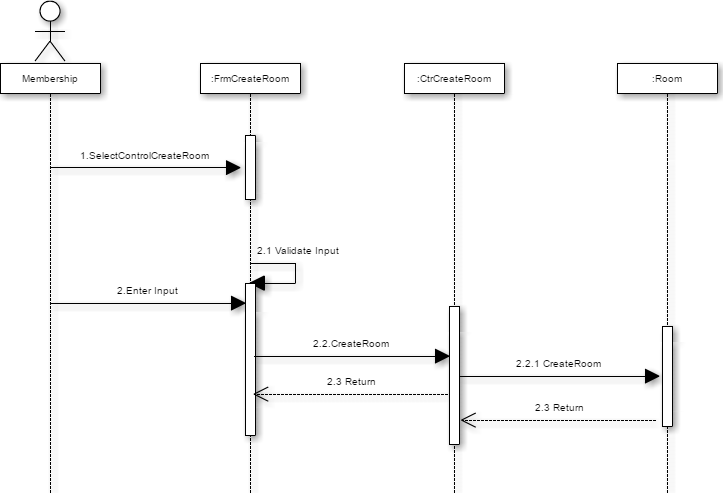 Membership
:FrmCreateRoom
:CtrCreateRoom
:Room
1.SelectControlCreateRoom
2.1 Validate Input
2.Enter Input
2.2.CreateRoom
2.2.1 CreateRoom
2.3 Return
2.3 Return